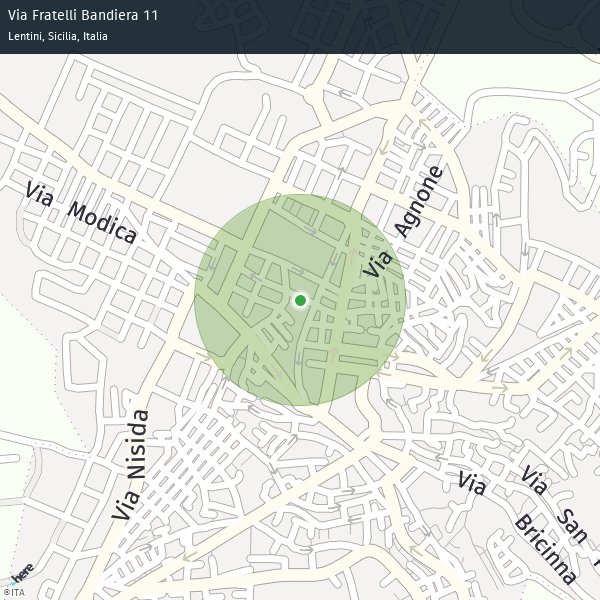 Via Fratelli Bandiera 11
Lentini, Sicilia, Italia
Via Modica
Via Agnone
Via Nisida
Via Bricinna
Via San
here
©ITA